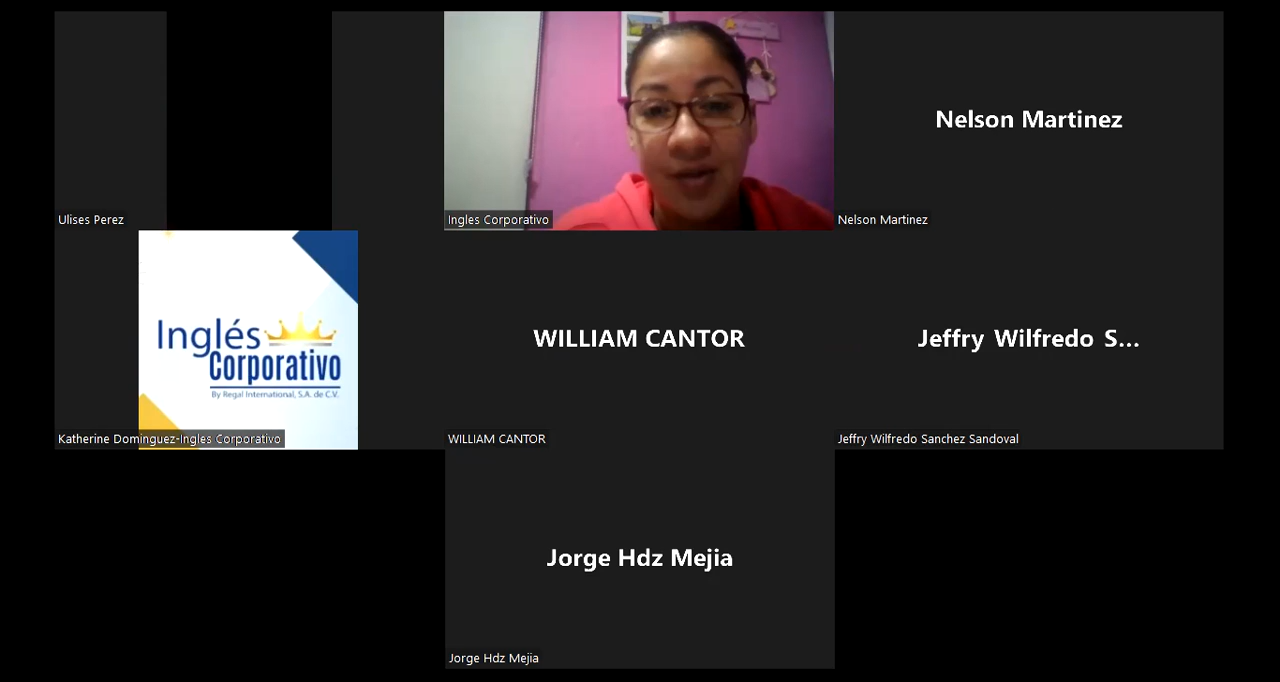 Ulises Perez
Ingles Corporativo
Nelson Martinez
Nelson Martinez
Inglés
Corporativo
By Regal International, S.A. de C.V.
Katherine Dominguez-Ingles Corporativo
WILLIAM CANTOR
WILLIAM CANTOR
Jeffry Wilfredo S...
Jeffry Wilfredo Sanchez Sandoval
Jorge Hdz Mejia
Jorge Hdz Mejia